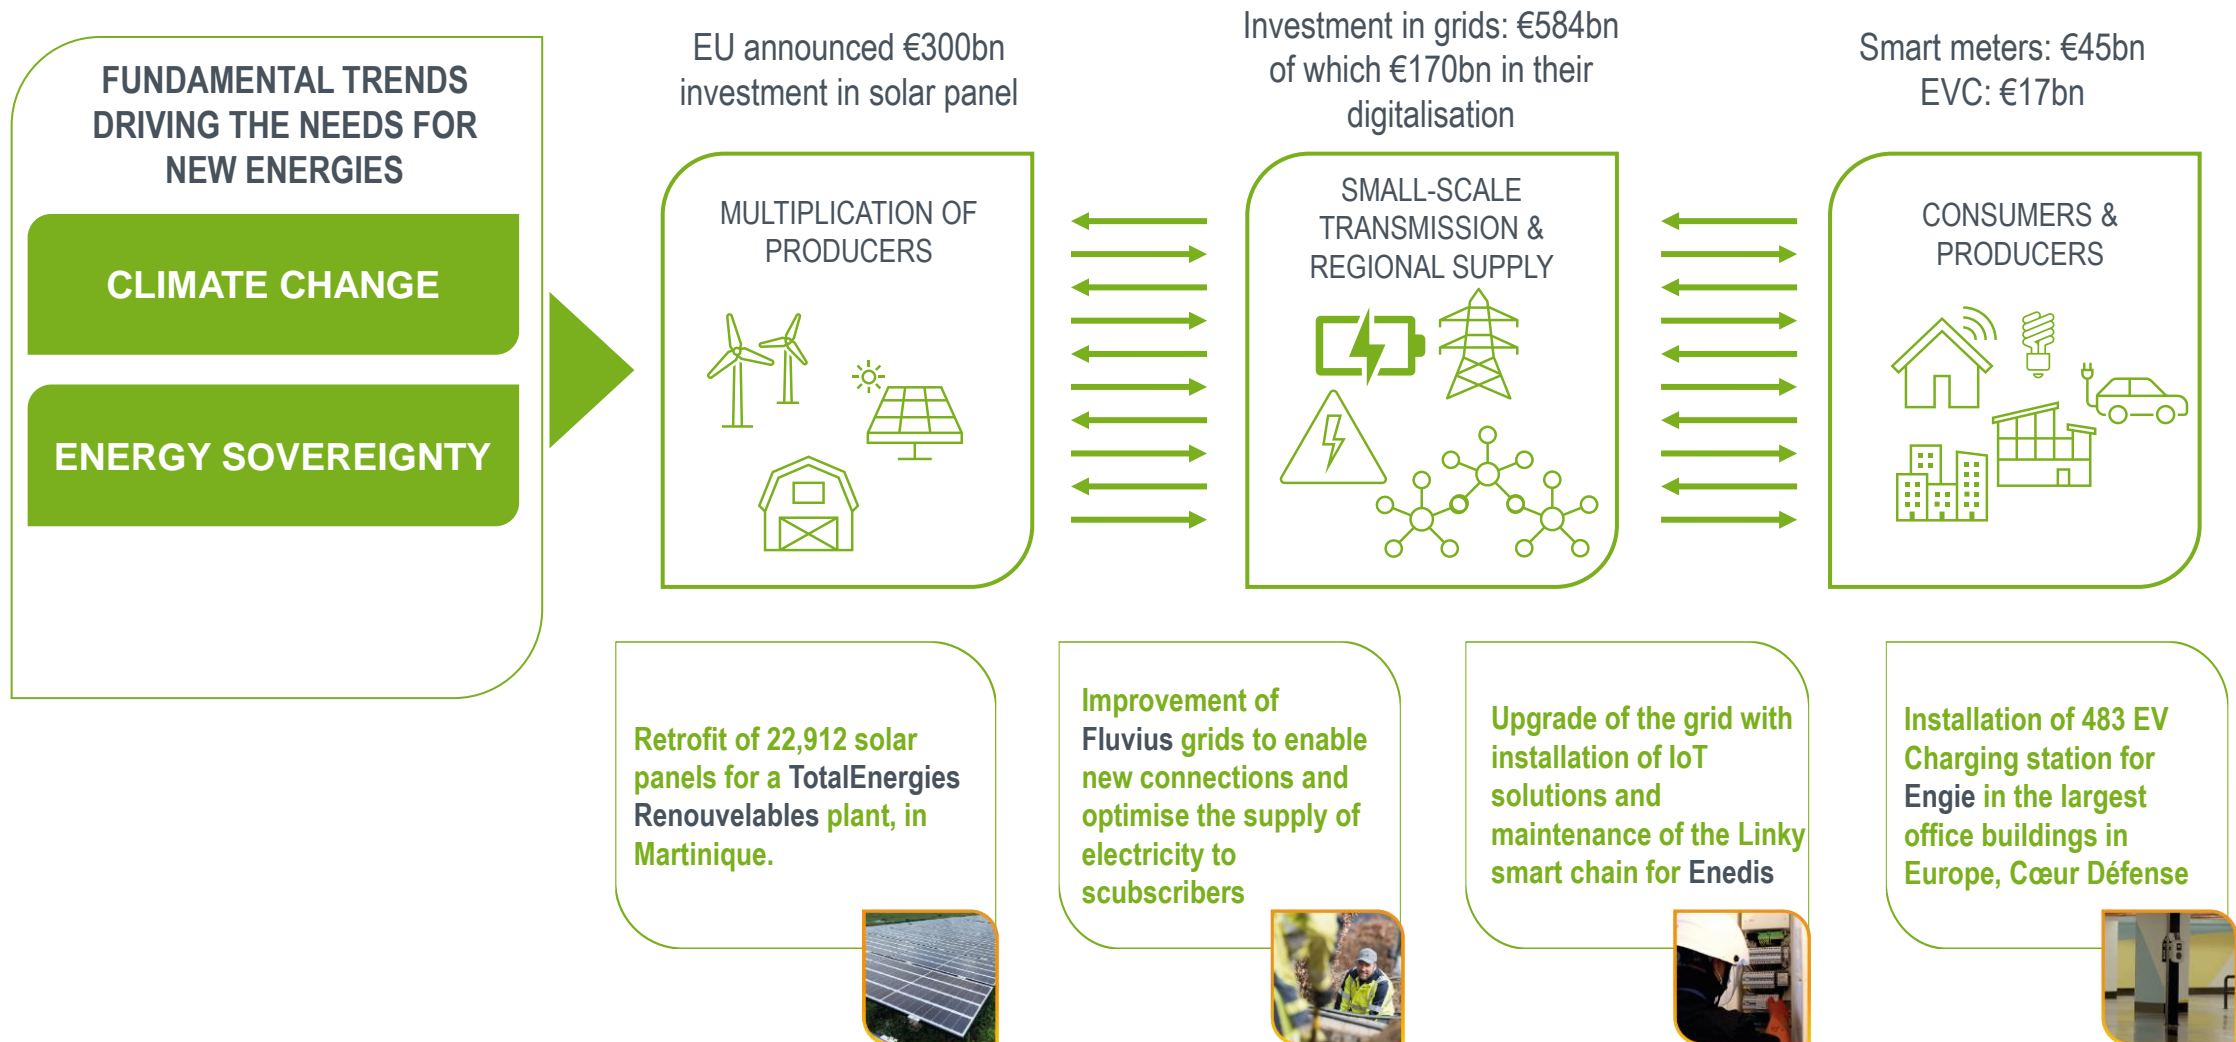 FUNDAMENTAL TRENDS
DRIVING THE NEEDS FOR
NEW ENERGIES
CLIMATE CHANGE
ENERGY SOVEREIGNTY
EU announced €300bn
investment in solar panel
MULTIPLICATION OF
PRODUCERS
Investment in grids: €584bn
of which €170bn in their
digitalisation
SMALL-SCALE
TRANSMISSION &
REGIONAL SUPPLY
Smart meters: €45bn
EVC: €17bn
CONSUMERS &
PRODUCERS
Retrofit of 22,912 solar
panels for a TotalEnergies
Renouvelables plant, in
Martinique.
Improvement of
Fluvius grids to enable
new connections and
optimise the supply of
electricity to
scubscribers
Upgrade of the grid with
installation of IoT
solutions and
maintenance of the Linky
smart chain for Enedis
Installation of 483 EV
Charging station for
Engie in the largest
office buildings in
Europe, Cœur Défense